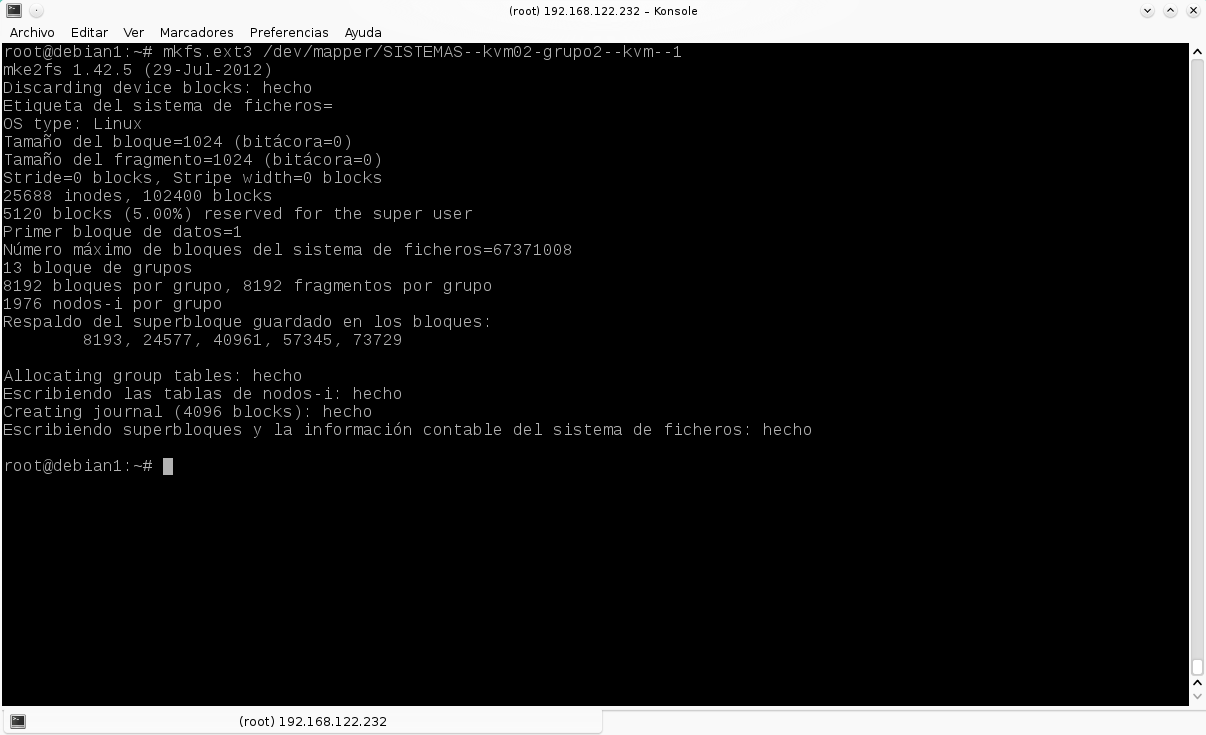 (root) 192.168.122.232 – Konsole
Archivo Editar Ver Marcadores Preferencias Ayuda
root@debian1:~# mkfs.ext3 /dev/mapper/SISTEMAS--kvm02-grupo2--kvm--1
mke2fs 1.42.5 (29-Jul-2012)
Discarding device blocks: hecho
Etiqueta del sistema de ficheros=
OS type: Linux
Tamaño del bloque=1024 (bitácora=0)
Tamaño del fragmento=1024 (bitácora=0)
Stride=0 blocks, Stripe width=0 blocks
25688 inodes, 102400 blocks
5120 blocks (5.00%) reserved for the super user
Primer bloque de datos=1
Número máximo de bloques del sistema de ficheros=67371008
13 bloque de grupos
8192 bloques por grupo, 8192 fragmentos por grupo
1976 nodos-i por grupo
Respaldo del superbloque guardado en los bloques:
8193, 24577, 40961, 57345, 73729
Allocating group tables: hecho
Escribiendo las tablas de nodos-i: hecho
Creating journal (4096 blocks): hecho
Escribiendo superbloques y la información contable del sistema de ficheros: hecho
root@debian1:~#
(root) 192.168.122.232